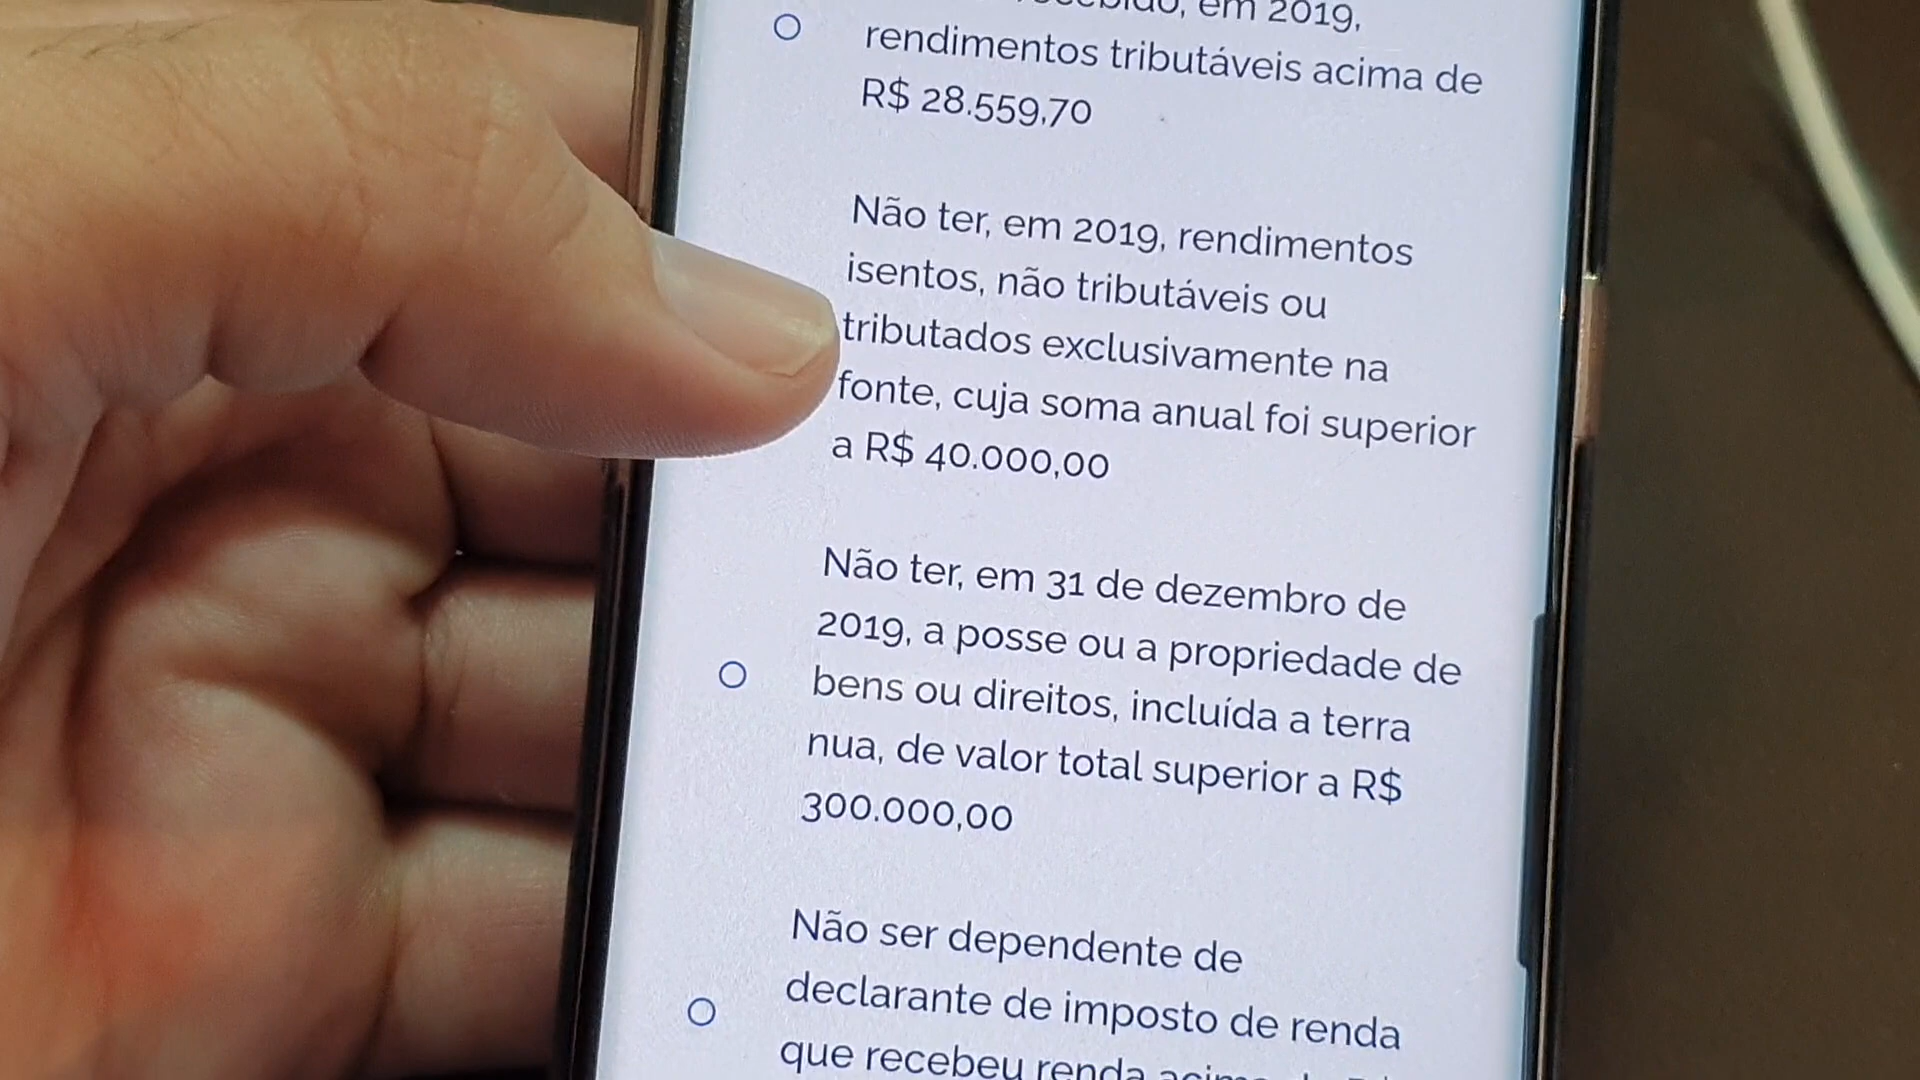 em 2019,
rendimentos tributáveis acima de
R$ 28.559,70
Não ter, em 2019, rendimentos
isentos, não tributáveis ou
tributados exclusivamente na
fonte, cuja soma anual foi superior
a R$ 40.000,00
Não ter, em 31 de dezembro de
2019, a posse ou a propriedade de
bens ou direitos, incluída a terra
nua, de valor total superior a R$
300.000,00
Não ser dependente de
declarante de imposto de renda
que recebeu renda